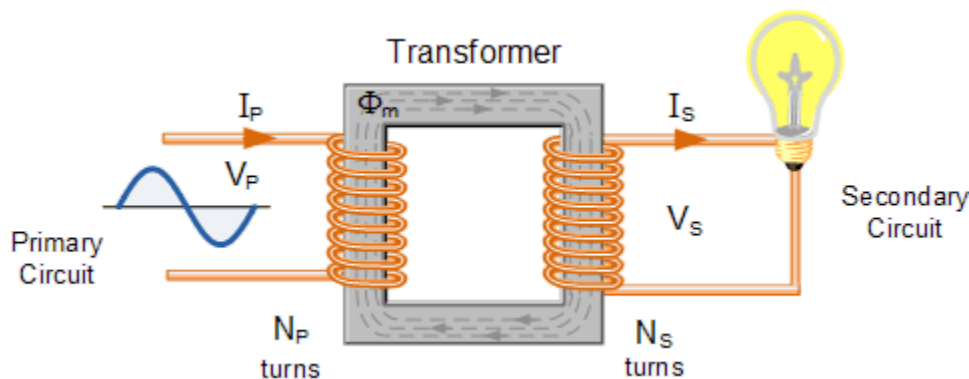 Transformer
Φm
IP
IS
VP
VS
Primary
Circuit
Secondary
Circuit
NP
turns
NS
turns